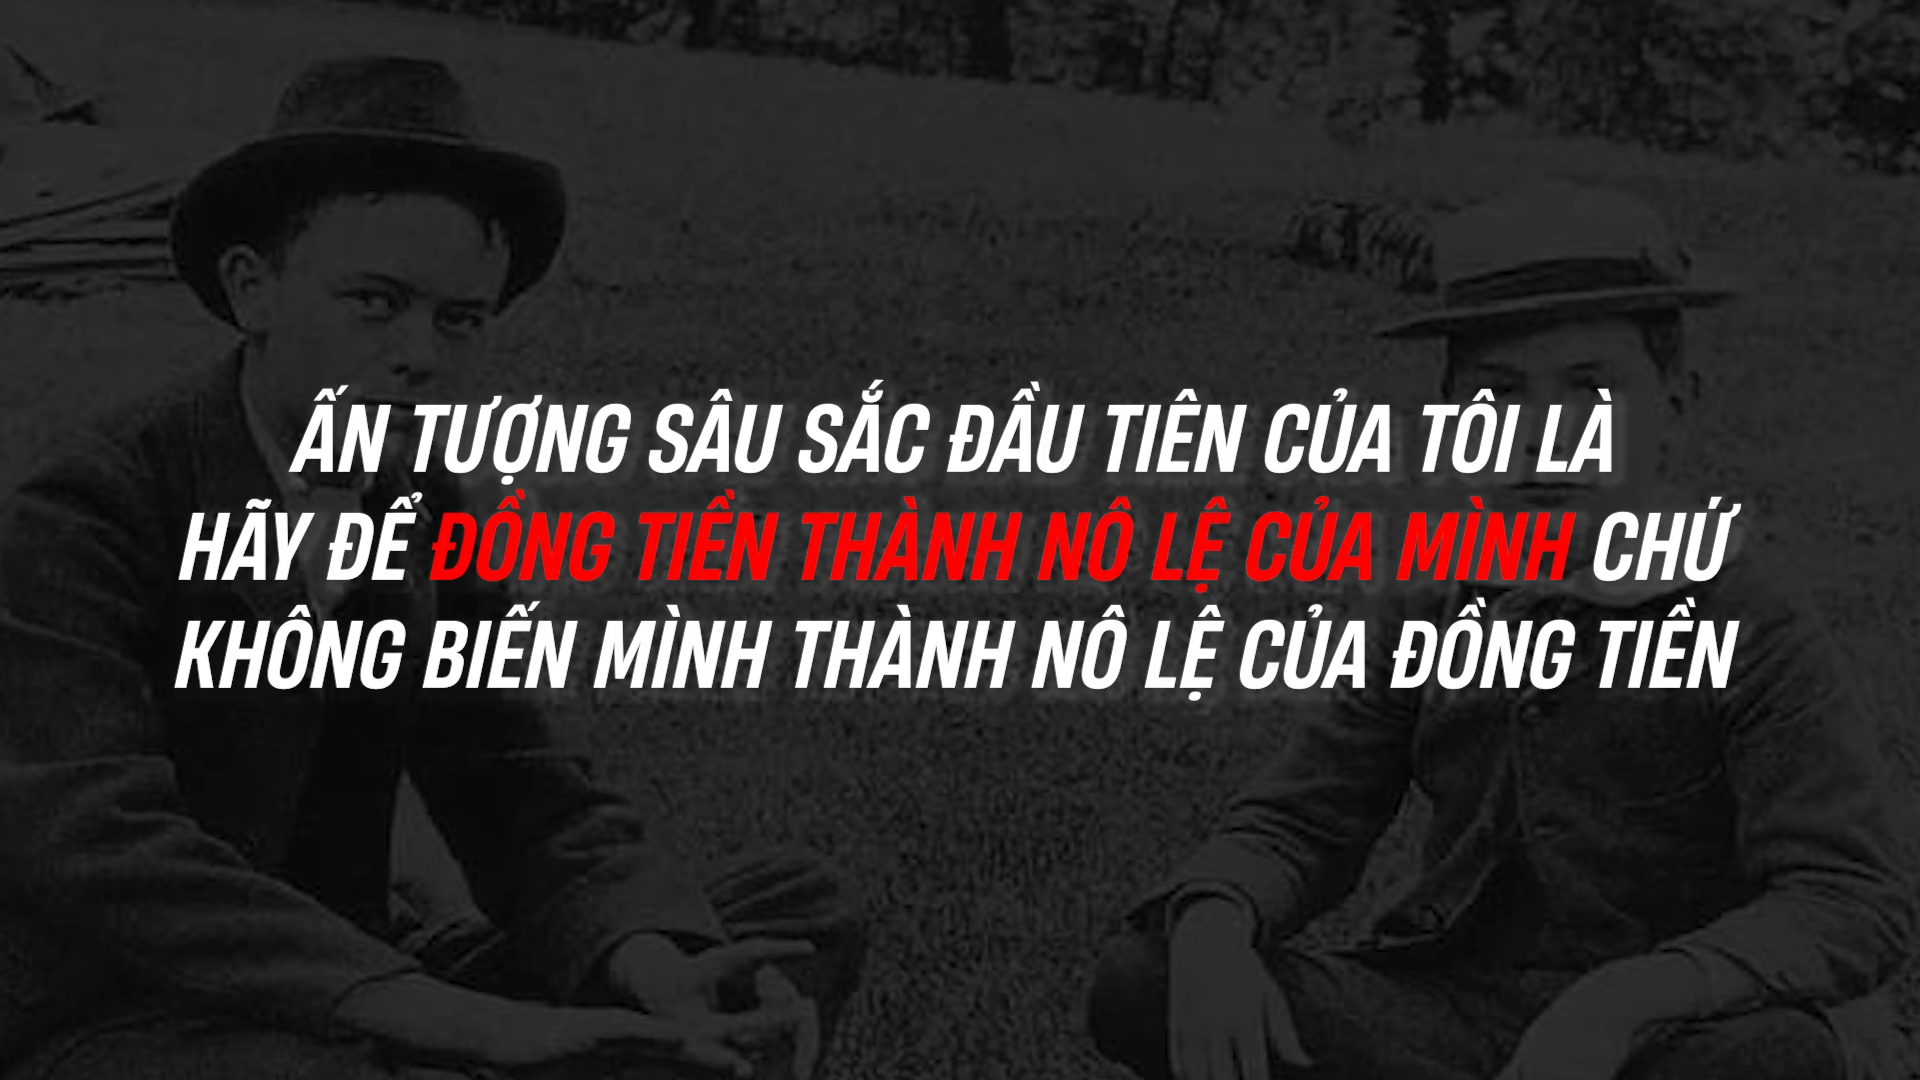 ẤN TƯỢNG SÂU SẮC ĐẦU TIÊN CỦA TÔI LÀ
HÃY ĐỂ ĐỒNG TIỀN THÀNH NÔ LỆ CỦA MÌNH CHỨ
KHÔNG BIẾN MÌNH THÀNH NÔ LỆ CỦA ĐỒNG TIỀN